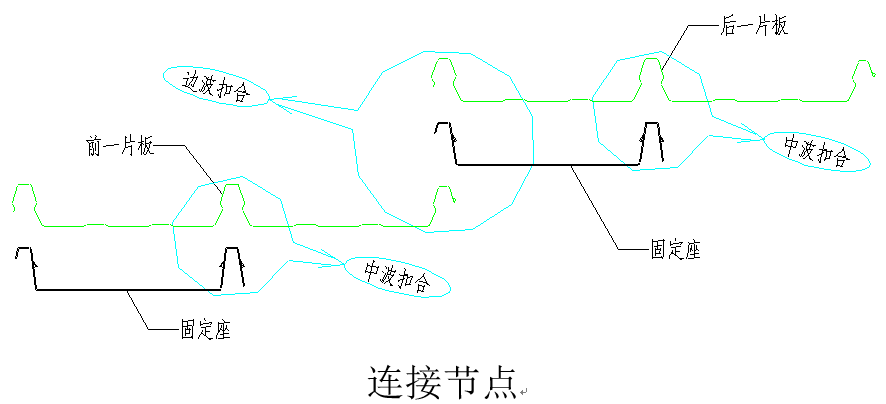 后一片板
边波扣合
前一片板
中波扣合
固定座
中波扣合
固定座
连接节点